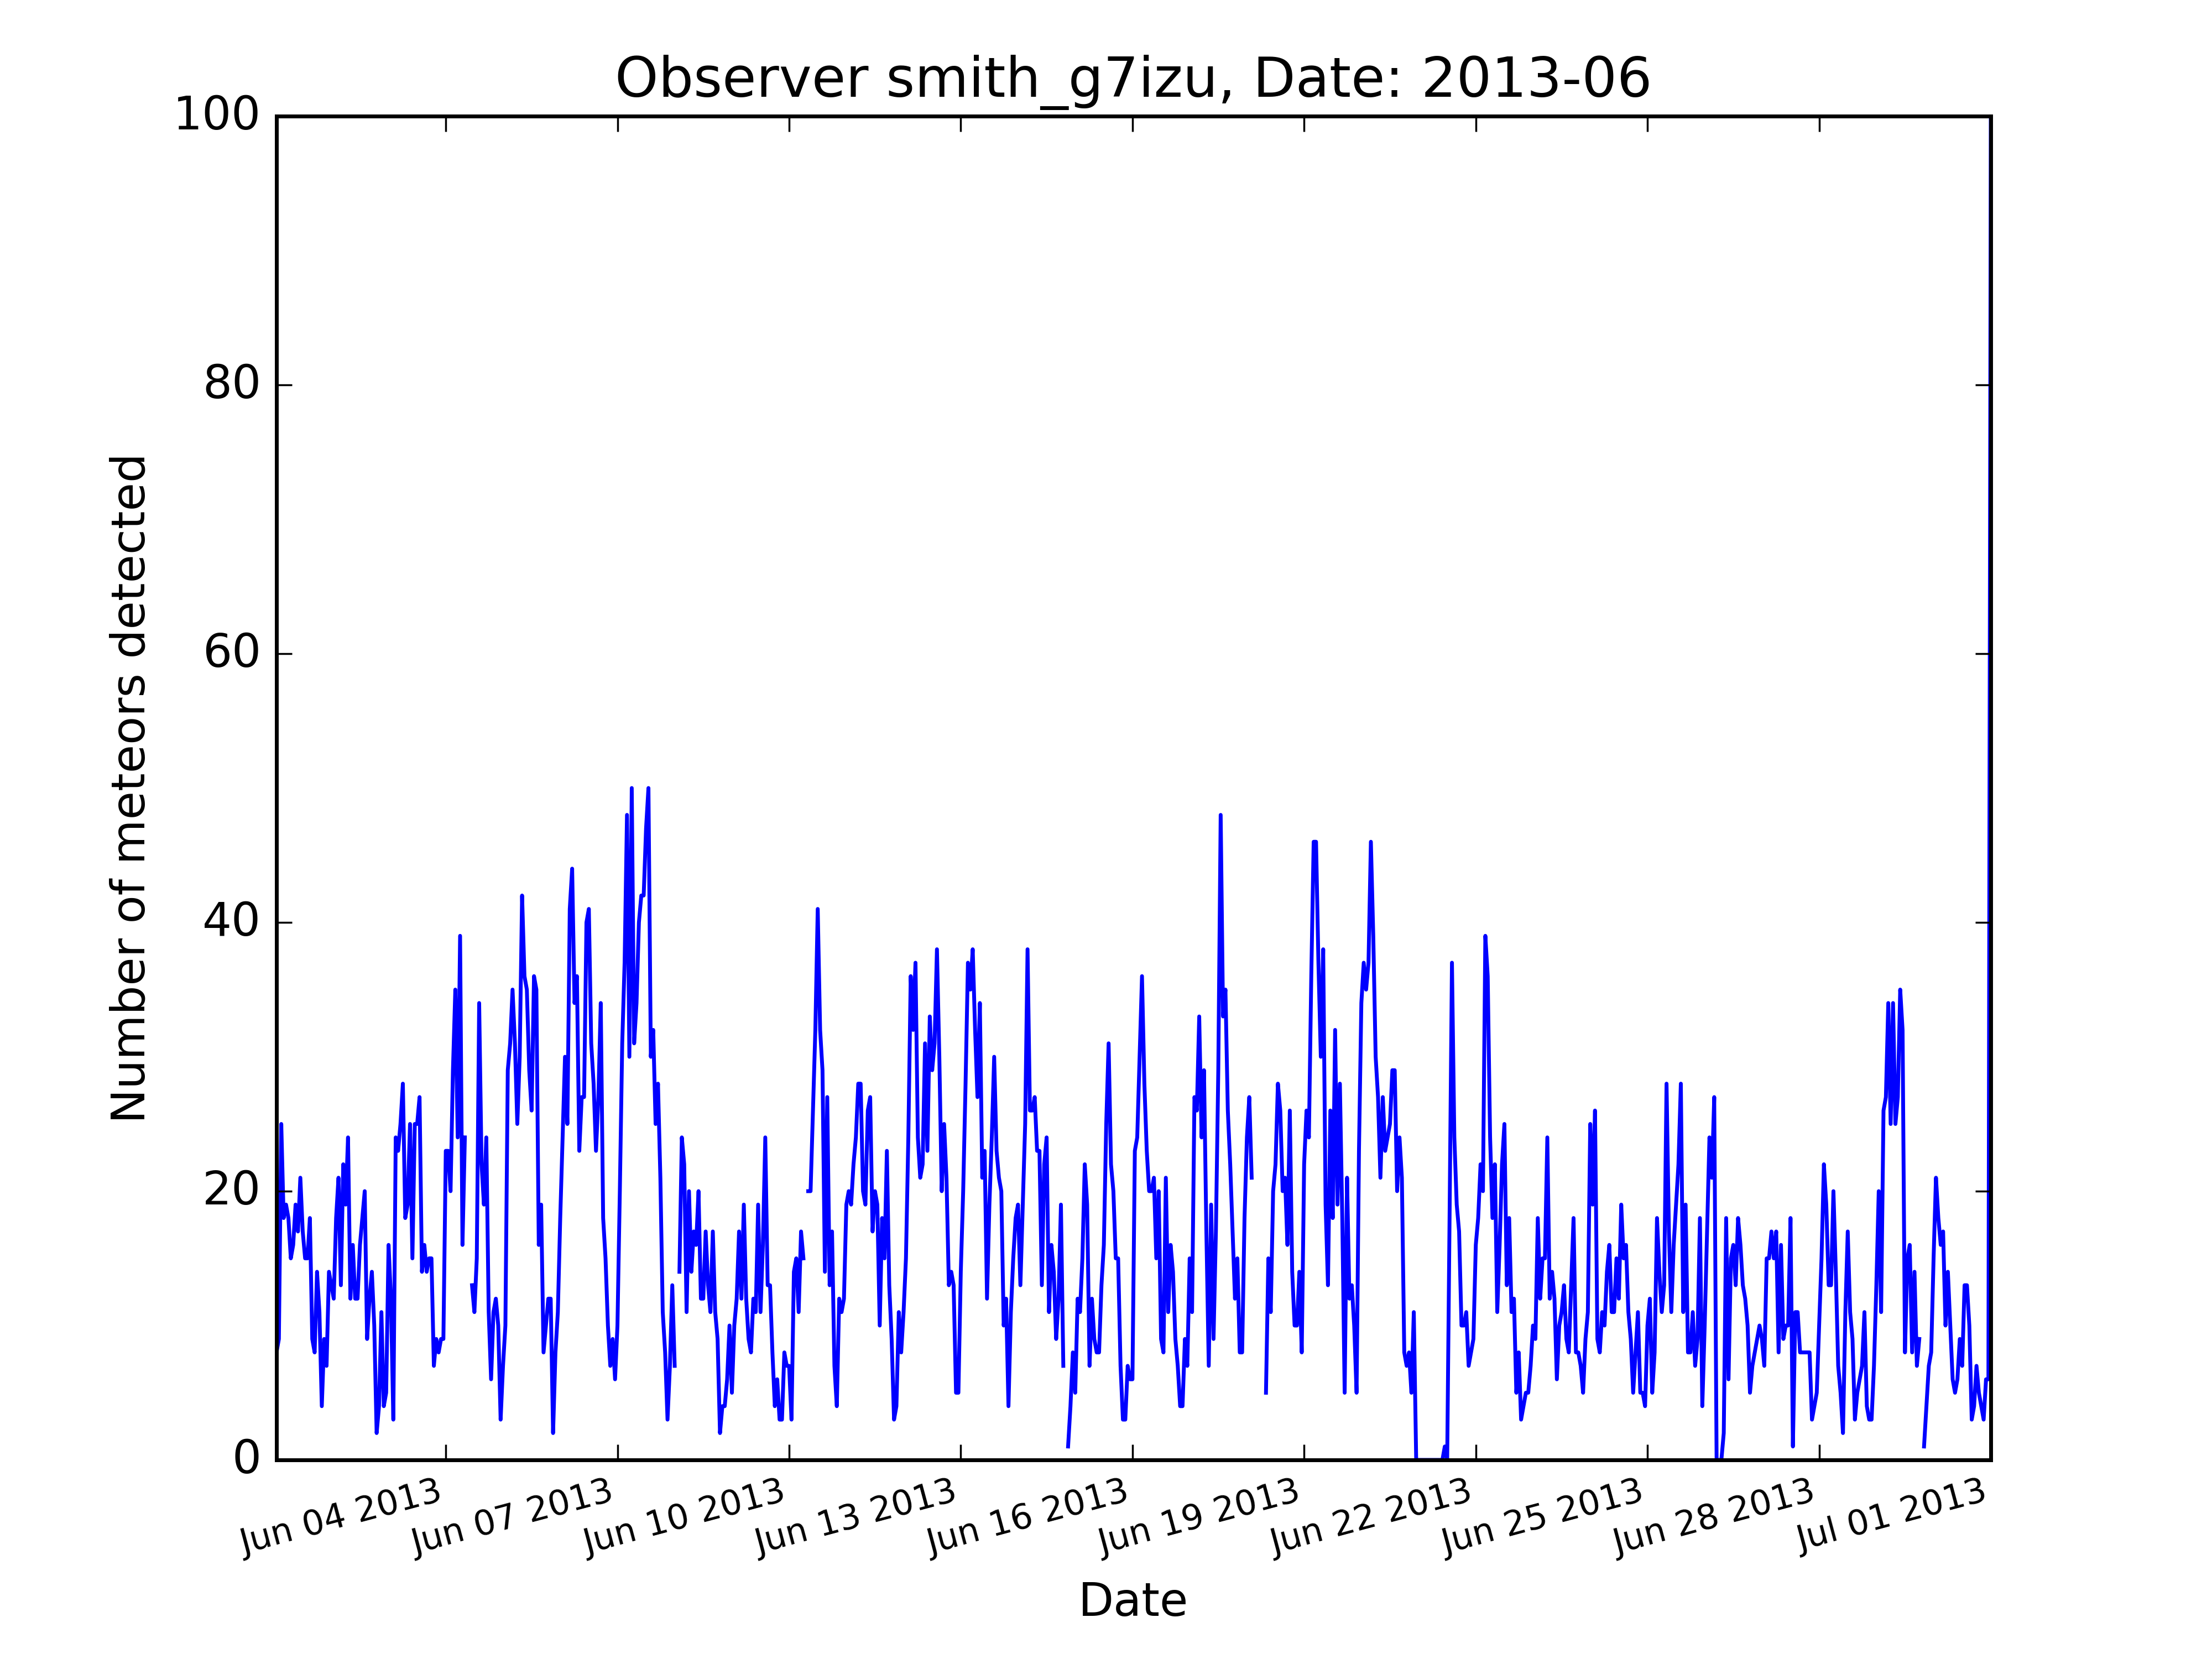 Observer smith_g7izu, Date: 2013-06
Number of meteors detected
100
80
60
40
20
0
Jun 04 2013
Jun 07 2013
Jun 10 2013
Jun 13 2013
Jun 16 2013
Jun 19 2013
Jun 22 2013
Jun 25 2013
Jun 28 2013
Jul 01 2013
Date